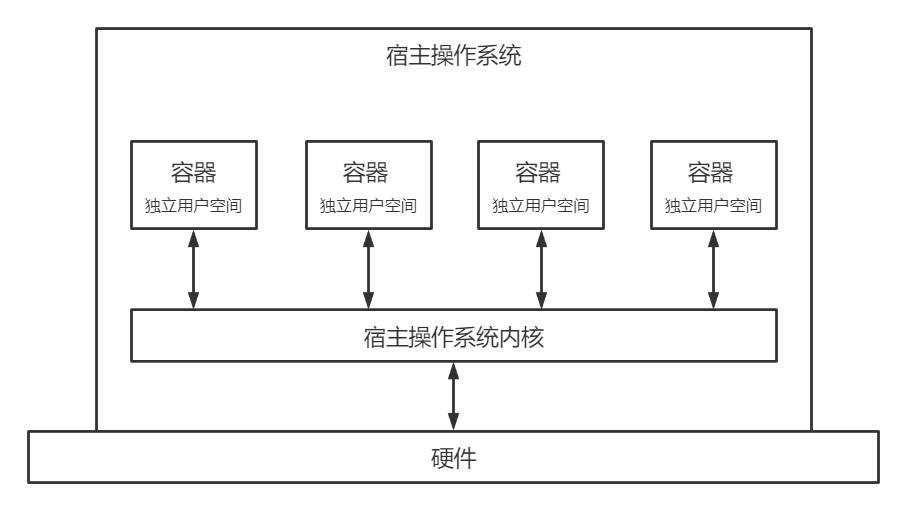 宿主操作系统
容器
独立用户空间
容器
独立用户空间
容器
独立用户空间
容器
独立用户空间
宿主操作系统内核
硬件